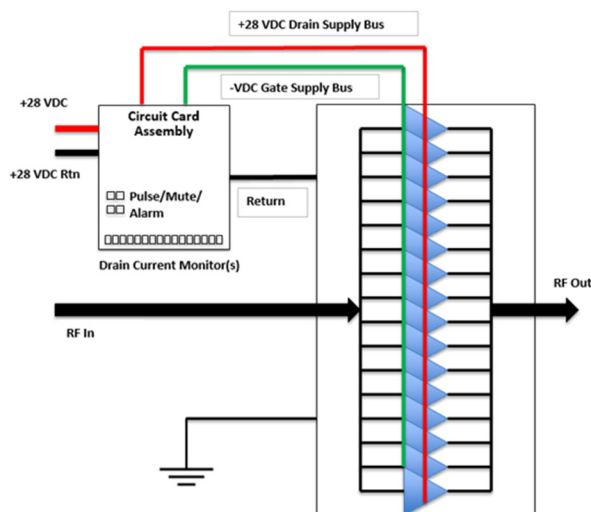 +28 VDC Drain Supply Bus
-VDC Gate Supply Bus
+28 VDC
Circuit Card
Assembly
+28 VDC Rtn
Pulse/Mute/
Alarm
Return
Drain Current Monitor(s)
RF In
RF Out